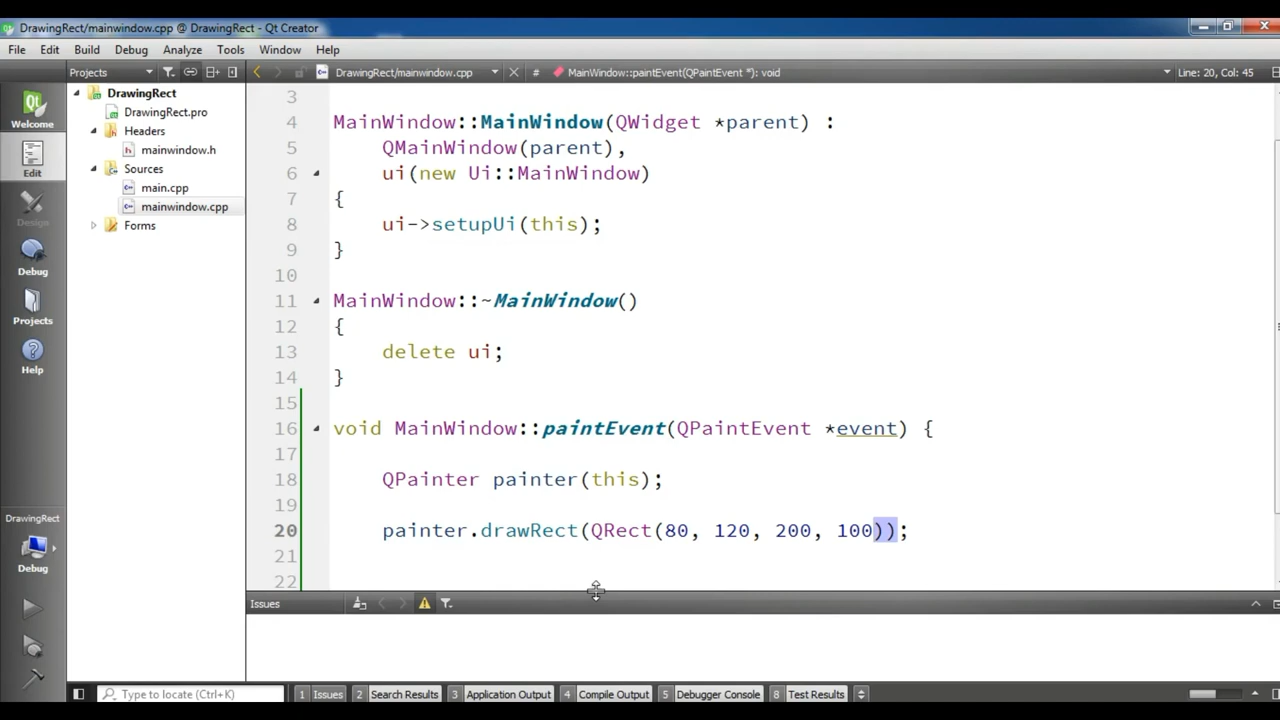 DrawingRect/mainwindow.cpp @ DrawingRect - Qt Creator
File Edit Build Debug Analyze Tools Window Help
Projects DrawingRect/mainwindow.cpp # MainWindow::paintEvent(QPaintEvent *): void Line: 20, Col: 45
Welcome
Edit
Design
Debug
Projects
Help
DrawingRect
Debug
DrawingRect
DrawingRect.pro
Headers
mainwindow.h
Sources
main.cpp
mainwindow.cpp
Forms
3
4 MainWindow::MainWindow(QWidget *parent) :
5 QMainWindow(parent),
6 ui(new Ui::MainWindow)
7 {
8 ui->setupUi(this);
9 }
10
11 MainWindow::~MainWindow()
12 {
13 delete ui;
14 }
15
16 void MainWindow::paintEvent(QPaintEvent *event) {
17
18 QPainter painter(this);
19
20 painter.drawRect(QRect(80, 120, 200, 100));
21
22
Issues
Type to locate (Ctrl+K) 1 Issues 2 Search Results 3 Application Output 4 Compile Output 5 Debugger Console 8 Test Results